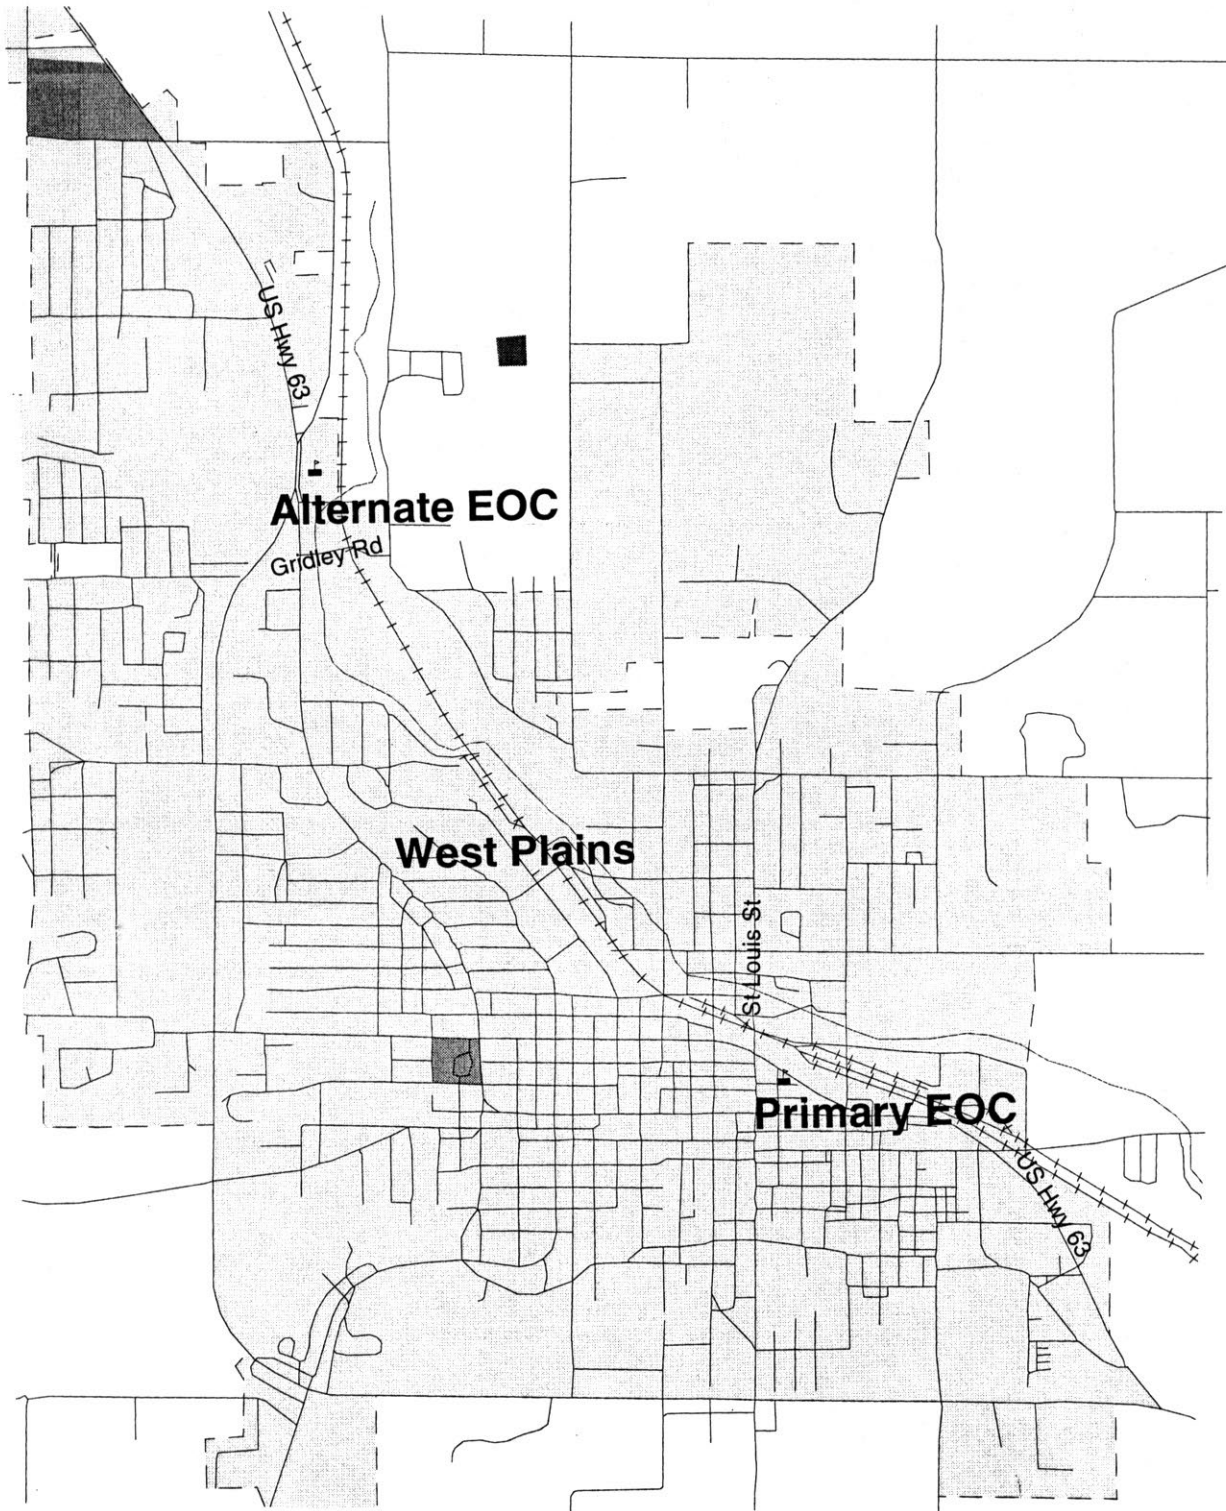 US Hwy 63
Alternate EOC
Gridley Rd
West Plains
St Louis St
Primary EOC
US Hwy 63